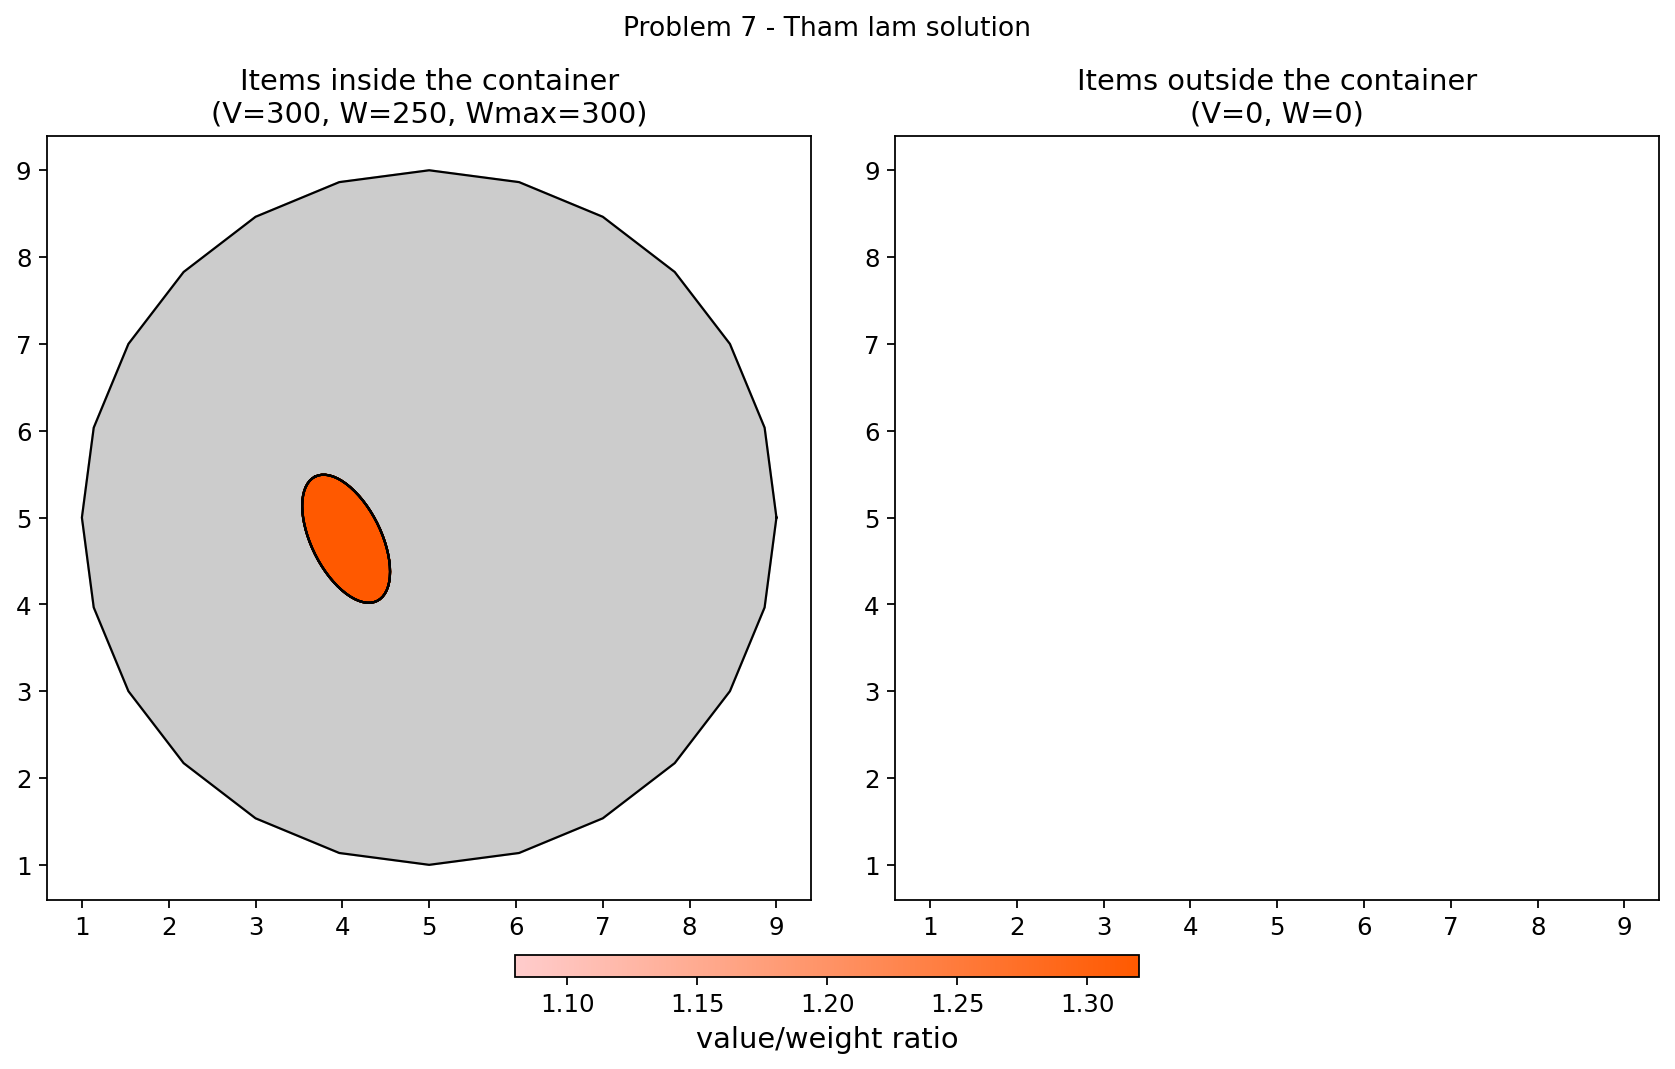 Problem 7 - Tham lam solution
Items inside the container
(V=300, W=250, Wmax=300)
9
8
7
6
5
4
3
2
1
1 2 3 4 5 6 7 8 9
Items outside the container
(V=0, W=0)
9
8
7
6
5
4
3
2
1
1 2 3 4 5 6 7 8 9
1.10 1.15 1.20 1.25 1.30
value/weight ratio